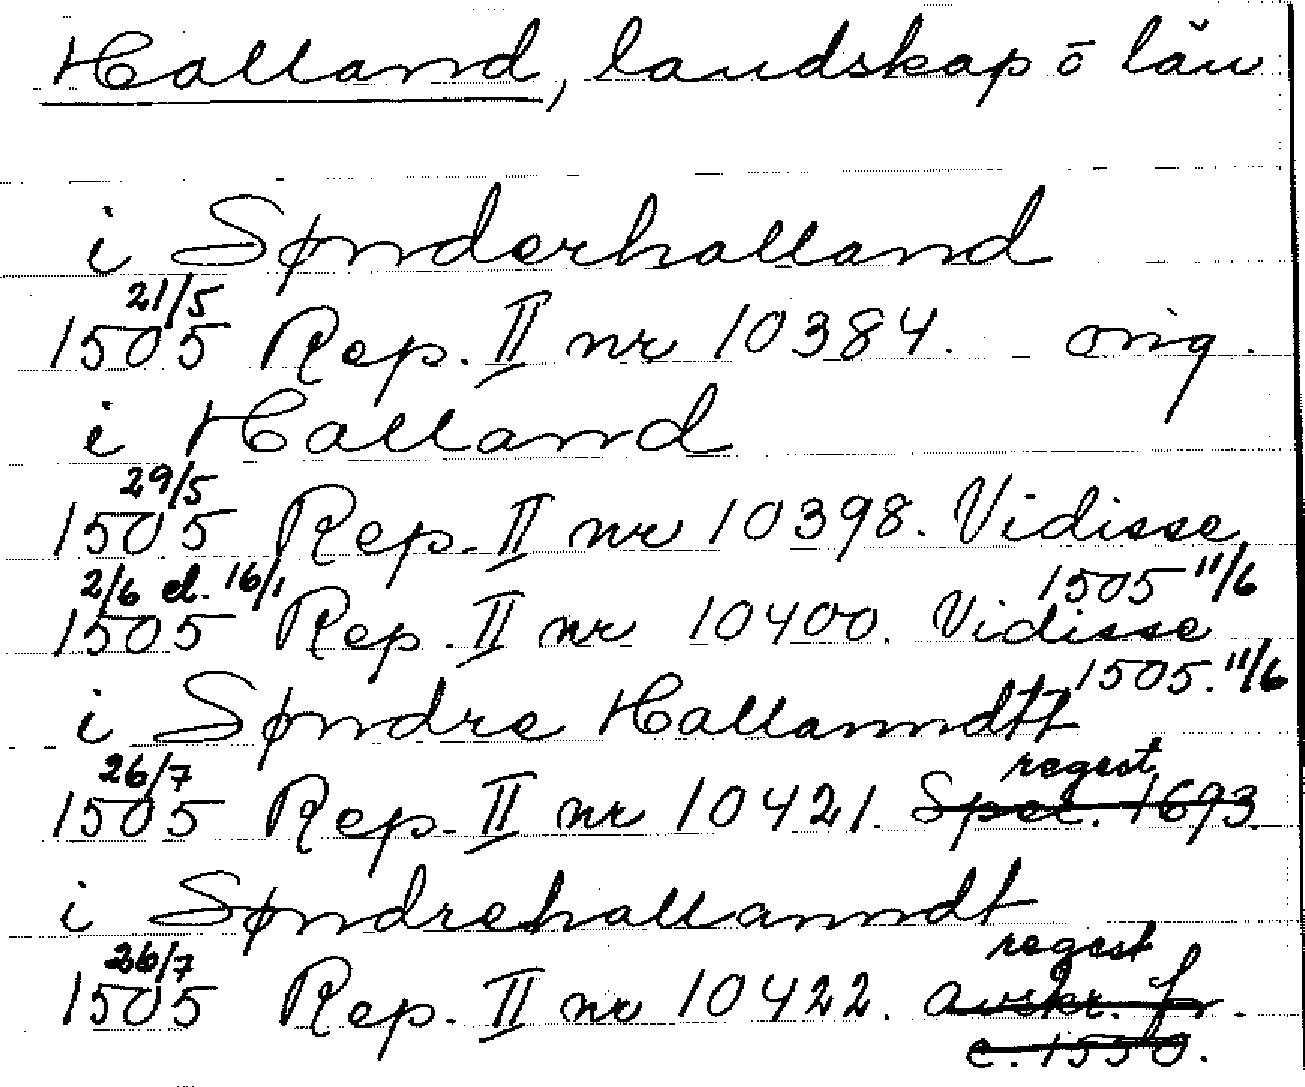 Halland, landskap ō län
i Sønderhalland
21/5
1505 Rep. II nr 10384. orig.
i Halland
29/5
1505 Rep. II nr 10398. Vidisse
1505 11/6
2/6 el. 16/1
1505 Rep. II nr 10400. Vidisse
1505. 11/6
i Søndre Hallanndtt
26/7 regest
1505 Rep. II nr 10421. Spec. 1693
i Søndrehallanndt
26/7 regest
1505 Rep. II nr 10422. avskr. fr.
c. 1550.